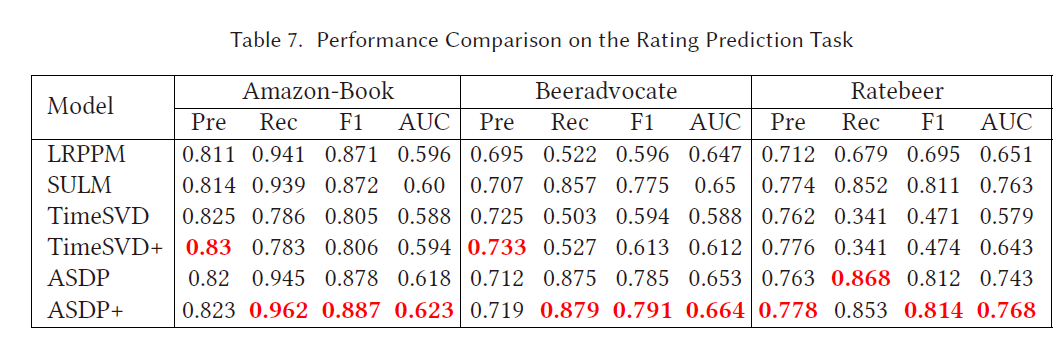 Table 7. Performance Comparison on the Rating Prediction Task
Model Amazon-Book Beeradvocate Ratebeer
Pre Rec F1 AUC Pre Rec F1 AUC Pre Rec F1 AUC
LRPPM 0.811 0.941 0.871 0.596 0.695 0.522 0.596 0.647 0.712 0.679 0.695 0.651
SULM 0.814 0.939 0.872 0.60 0.707 0.857 0.775 0.65 0.774 0.852 0.811 0.763
TimeSVD 0.825 0.786 0.805 0.588 0.725 0.503 0.594 0.588 0.762 0.341 0.471 0.579
TimeSVD+ 0.83 0.783 0.806 0.594 0.733 0.527 0.613 0.612 0.776 0.341 0.474 0.643
ASDP 0.82 0.945 0.878 0.618 0.712 0.875 0.785 0.653 0.763 0.868 0.812 0.743
ASDP+ 0.823 0.962 0.887 0.623 0.719 0.879 0.791 0.664 0.778 0.853 0.814 0.768